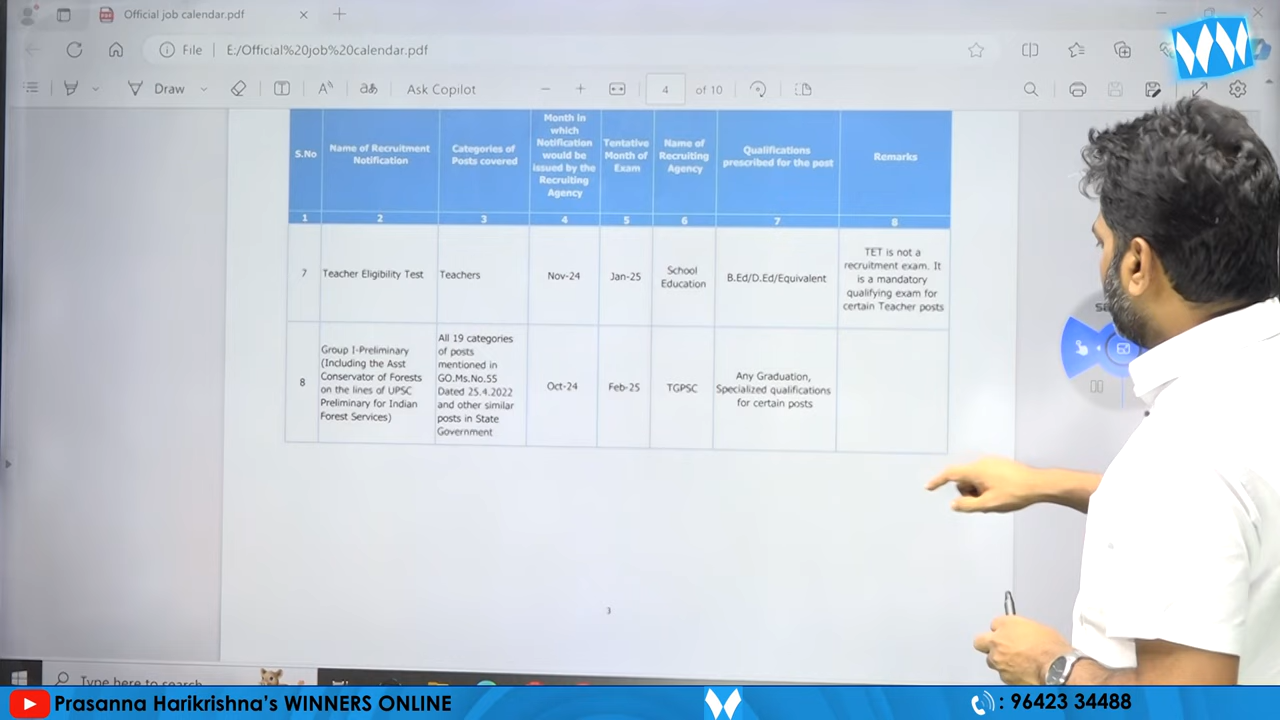 Official job calendar.pdf
File
E:/Official%20job%20calendar.pdf
Draw
Ask Copilot
4
of 10
S.No
Name of Recruitment
Notification
Categories of
Posts covered
Month in
which
Notification
would be
issued by the
Recruiting
Agency
Tentative
Month of
Exam
Name of
Recruiting
Agency
Qualifications
prescribed for the post
Remarks
1
2
3
4
5
6
7
8
7
Teacher Eligibility Test
Teachers
Nov-24
Jan-25
School
Education
B.Ed/D.Ed/Equivalent
TET is not a
recruitment exam. It
is a mandatory
qualifying exam for
certain Teacher posts
8
Group I-Preliminary
(Including the Asst
Conservator of Forests
on the lines of UPSC
Preliminary for Indian
Forest Services)
All 19 categories
of posts
mentioned in
GO.Ms.No.55
Dated 25.4.2022
and other similar
posts in State
Government
Oct-24
Feb-25
TGPSC
Any Graduation,
Specialized qualifications
for certain posts
3
Type here to search
Prasanna Harikrishna's WINNERS ONLINE
: 96423 34488